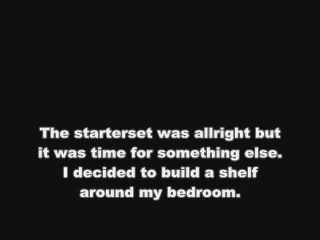 The starterset was allright but
it was time for something else.
I decided to build a shelf
around my bedroom.